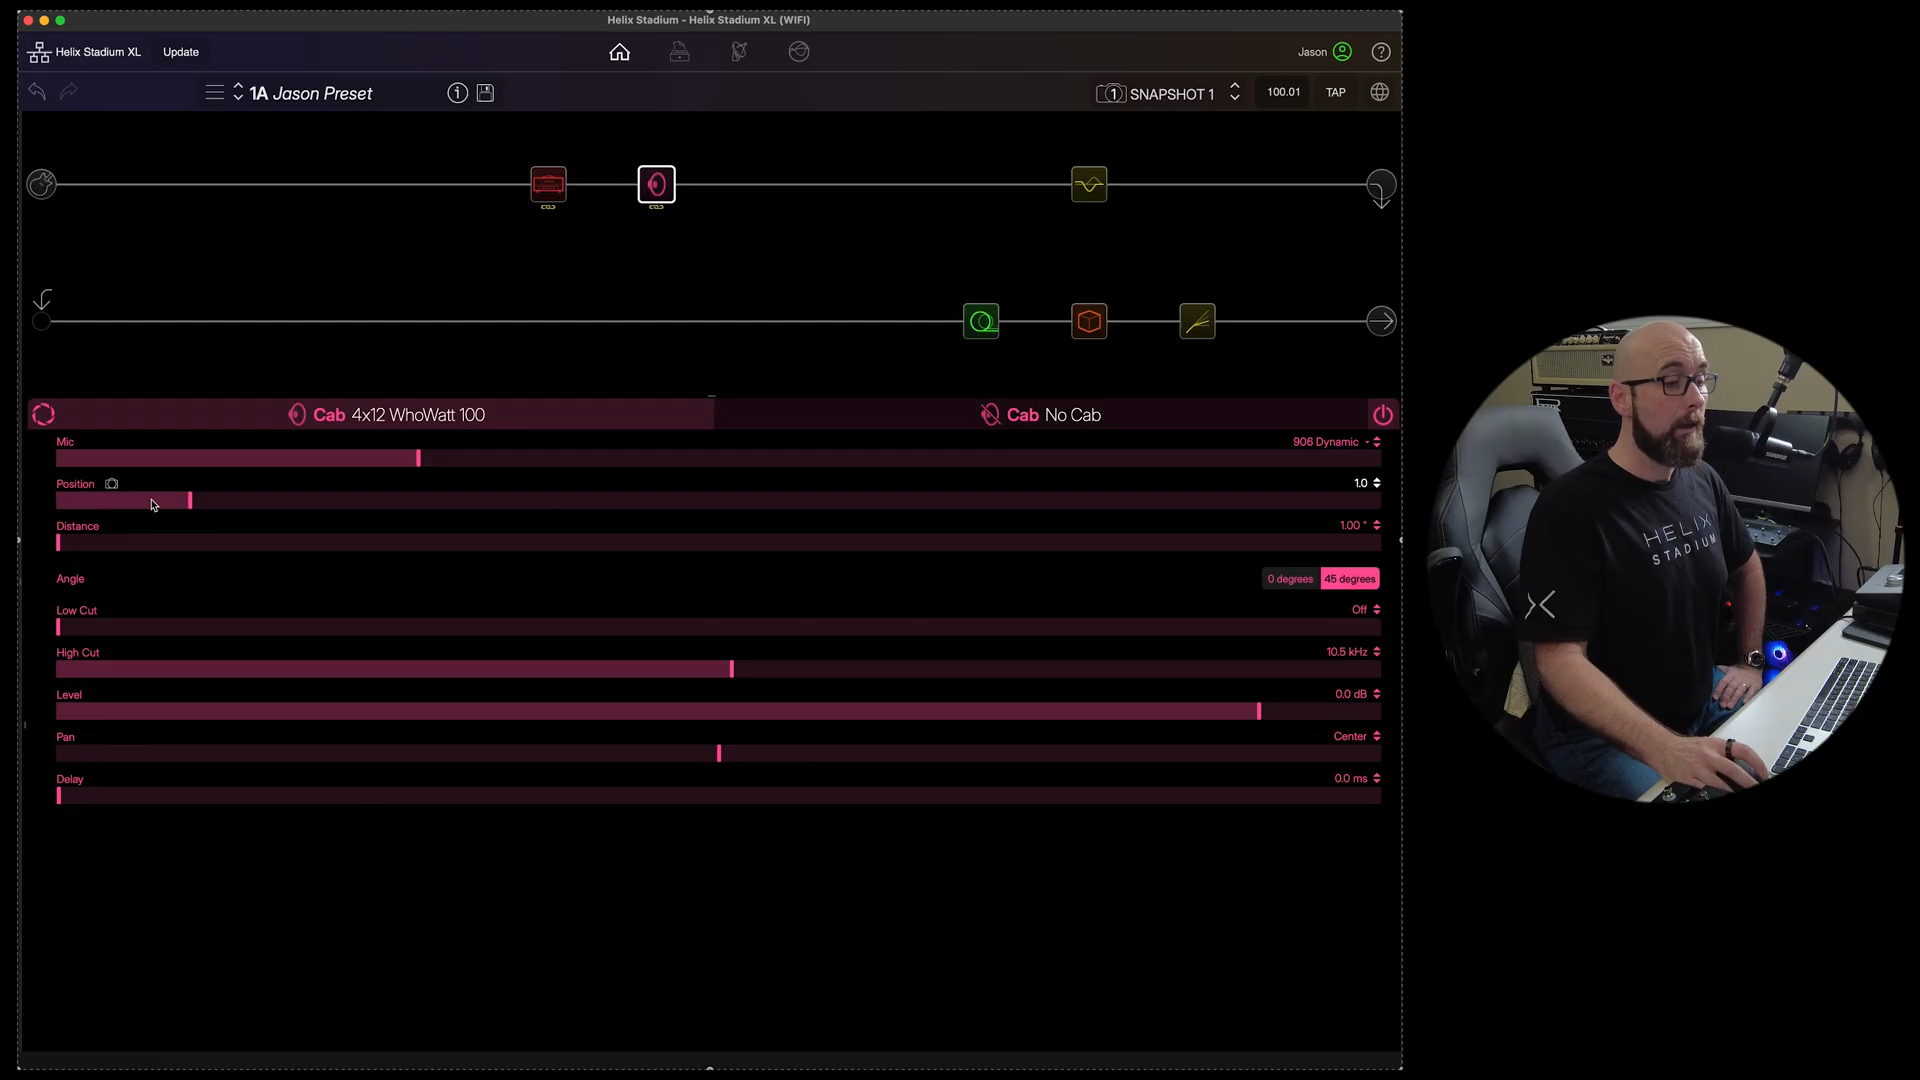 Helix Stadium - Helix Stadium XL (WIFI)
Helix Stadium XL
Update
Jason
?
1A Jason Preset
1 SNAPSHOT 1
100.01
TAP
Cab 4x12 WhoWatt 100
Cab No Cab
Mic
906 Dynamic
Position
1.0
Distance
1.00 "
Angle
0 degrees
45 degrees
Low Cut
Off
High Cut
10.5 kHz
Level
0.0 dB
Pan
Center
Delay
0.0 ms
HELIX
STADIUM
SHURE